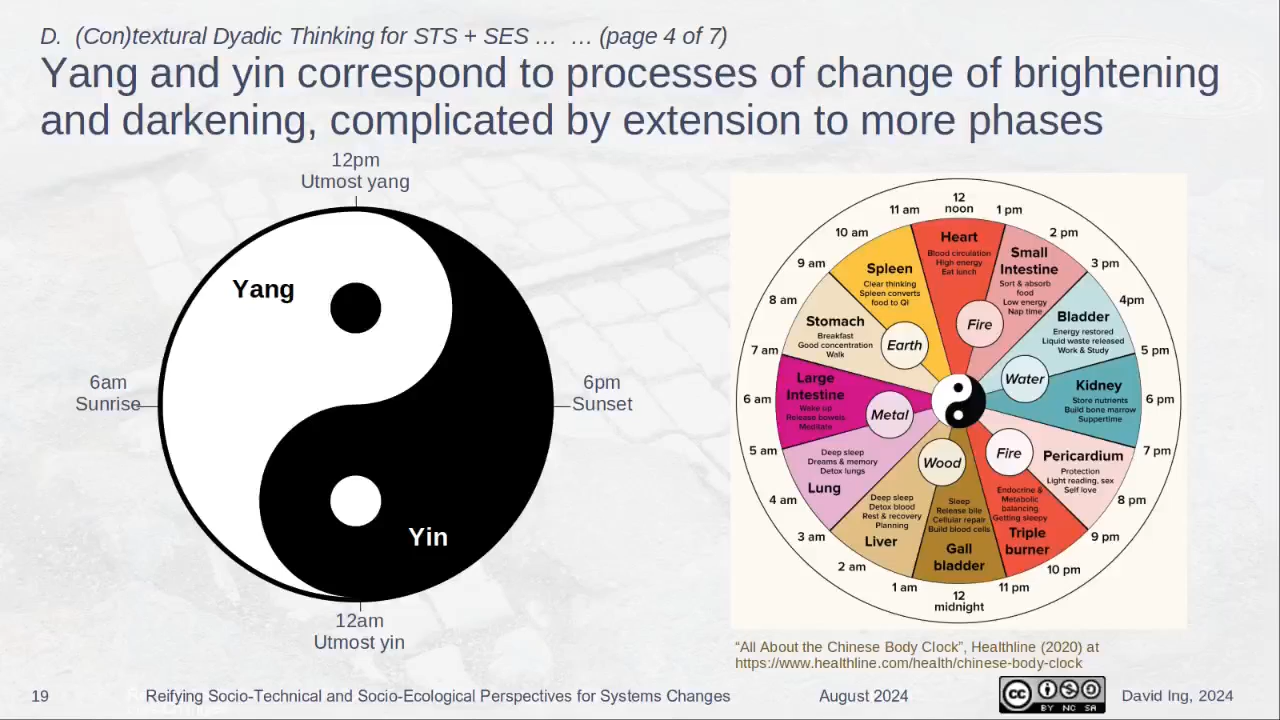 D. (Con)textural Dyadic Thinking for STS + SES … … (page 4 of 7)
Yang and yin correspond to processes of change of brightening
and darkening, complicated by extension to more phases
12pm
Utmost yang
Yang
6am
Sunrise
6pm
Sunset
Yin
12am
Utmost yin
12
noon
1 pm
2 pm
3 pm
4pm
5 pm
6 pm
7 pm
8 pm
9 pm
10 pm
11 pm
12
midnight
1 am
2 am
3 am
4 am
5 am
6 am
7 am
8 am
9 am
10 am
11 am
Heart
Blood circulation
High energy
Eat lunch
Small
Intestine
Sort & absorb
food
Low energy
Nap time
Fire
Bladder
Energy restored
Liquid waste released
Work & Study
Water
Kidney
Store nutrients
Build bone marrow
Suppertime
Pericardium
Protection
Light reading, sex
Self love
Fire
Endocrine &
Metabolic
balancing
Getting sleepy
Triple
burner
Sleep
Release bile
Cellular repair
Build blood cells
Gall
bladder
Wood
Deep sleep
Detox blood
Rest & recovery
Planning
Liver
Deep sleep
Dreams & memory
Detox lungs
Lung
Metal
Large
Intestine
Wake up
Release bowels
Meditate
Stomach
Breakfast
Good concentration
Walk
Earth
Spleen
Clear thinking
Spleen converts
food to QI
“All About the Chinese Body Clock”, Healthline (2020) at
https://www.healthline.com/health/chinese-body-clock
19
Reifying Socio-Technical and Socio-Ecological Perspectives for Systems Changes
August 2024
cc
BY NC SA
David Ing, 2024